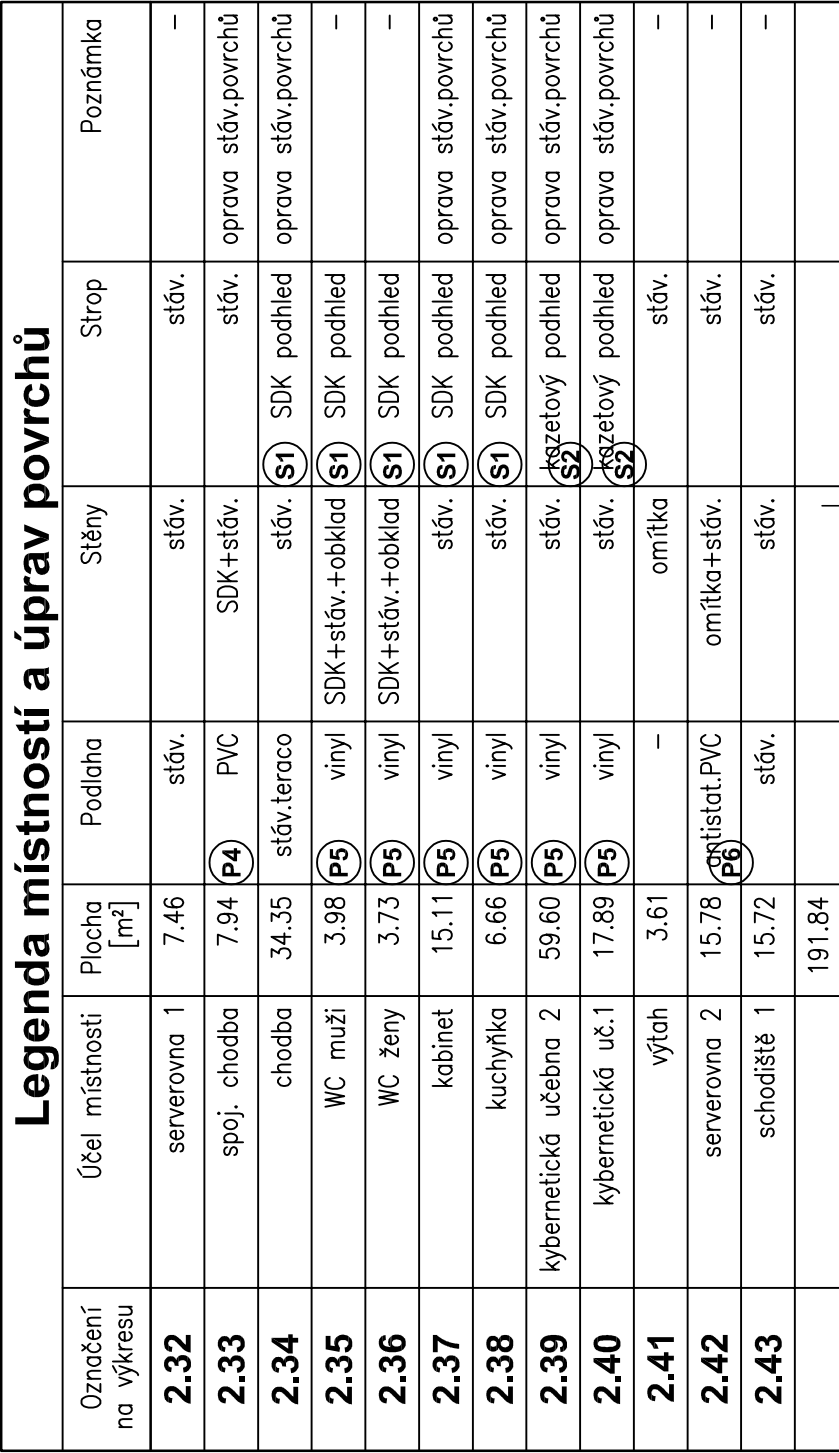 Legenda místností a úprav povrchů
Označení na výkresu Účel místnosti Plocha [m²] Podlaha Stěny Strop Poznámka
2.32 serverovna 1 7.46 stáv. stáv. stáv. –
2.33 spoj. chodba 7.94 P4 PVC SDK+stáv. stáv. oprava stáv.povrchů
2.34 chodba 34.35 stáv.teraco stáv. S1 SDK podhled oprava stáv.povrchů
2.35 WC muži 3.98 P5 vinyl SDK+stáv.+obklad S1 SDK podhled –
2.36 WC ženy 3.73 P5 vinyl SDK+stáv.+obklad S1 SDK podhled –
2.37 kabinet 15.11 P5 vinyl stáv. S1 SDK podhled oprava stáv.povrchů
2.38 kuchyňka 6.66 P5 vinyl stáv. S1 SDK podhled oprava stáv.povrchů
2.39 kybernetická učebna 2 59.60 P5 vinyl stáv. S2 kazetový podhled oprava stáv.povrchů
2.40 kybernetická uč.1 17.89 P5 vinyl stáv. S2 kazetový podhled oprava stáv.povrchů
2.41 výtah 3.61 – omítka stáv. –
2.42 serverovna 2 15.78 P6 antistat.PVC omítka+stáv. stáv. –
2.43 schodiště 1 15.72 stáv. stáv. stáv. –
191.84